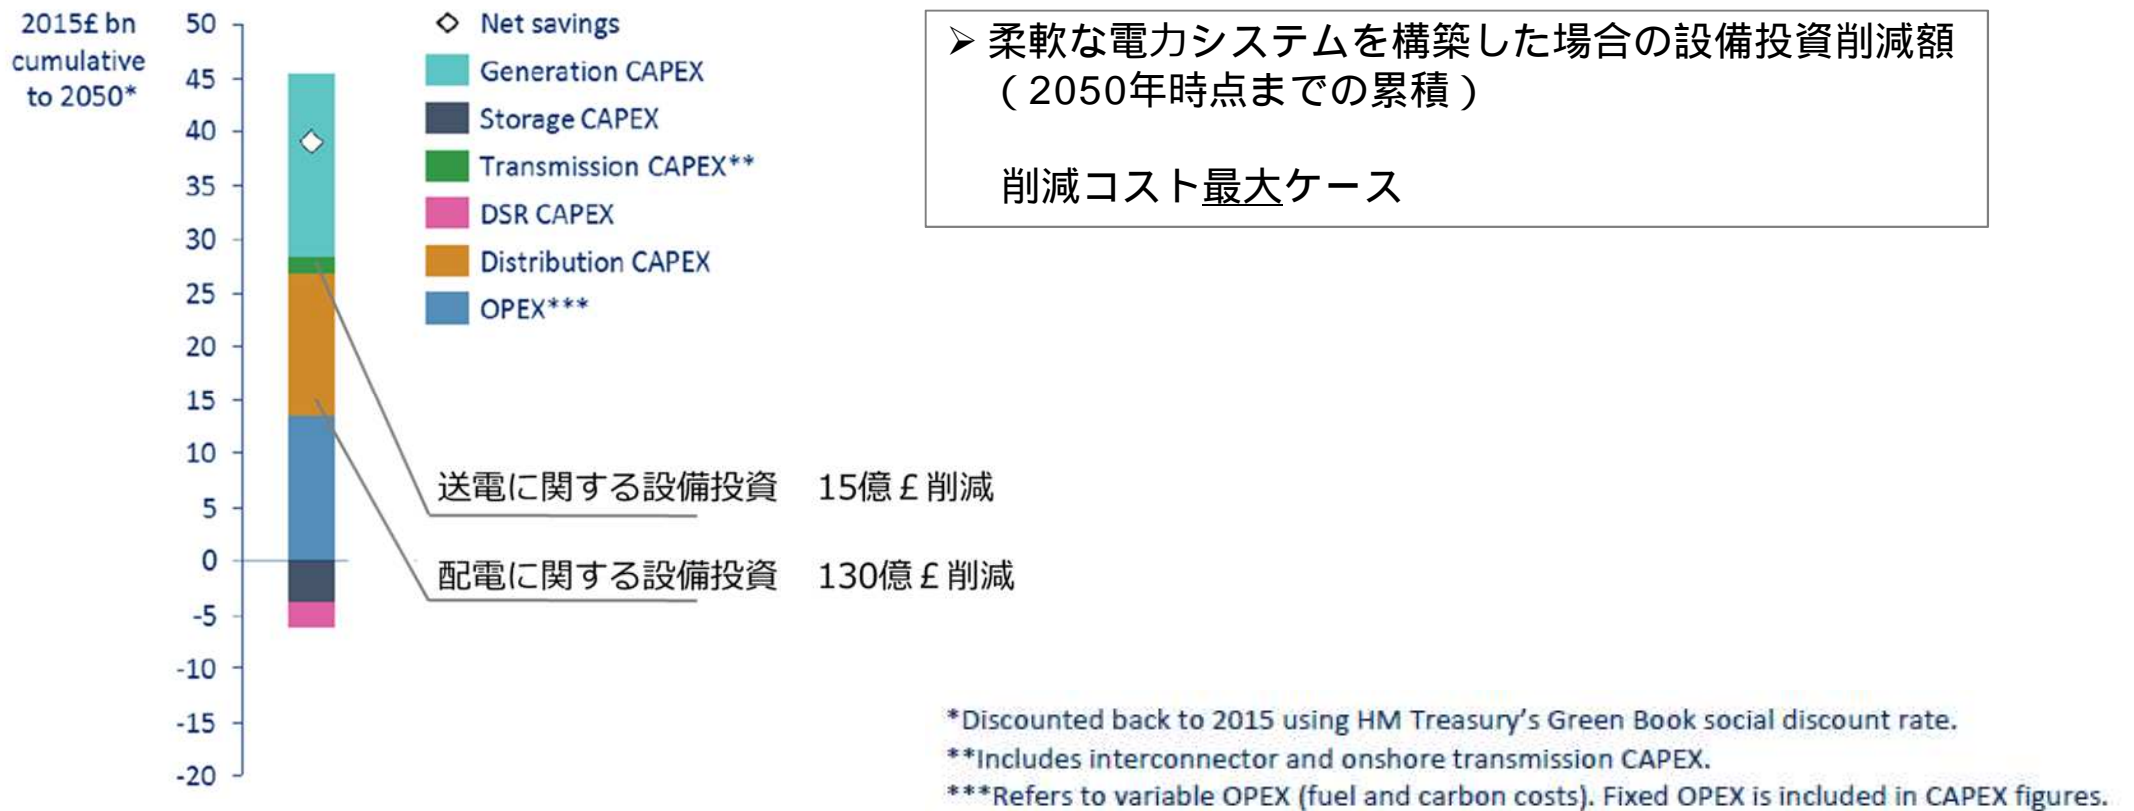 2015£ bn
cumulative
to 2050*
50
45
40
35
30
25
20
15
10
5
0
-5
-10
-15
-20
Net savings
Generation CAPEX
Storage CAPEX
Transmission CAPEX**
DSR CAPEX
Distribution CAPEX
OPEX***
➢ 柔軟な電力システムを構築した場合の設備投資削減額
（2050年時点までの累積）
削減コスト最大ケース
送電に関する設備投資　15億£削減
配電に関する設備投資　130億£削減
*Discounted back to 2015 using HM Treasury's Green Book social discount rate.
**Includes interconnector and onshore transmission CAPEX.
***Refers to variable OPEX (fuel and carbon costs). Fixed OPEX is included in CAPEX figures.